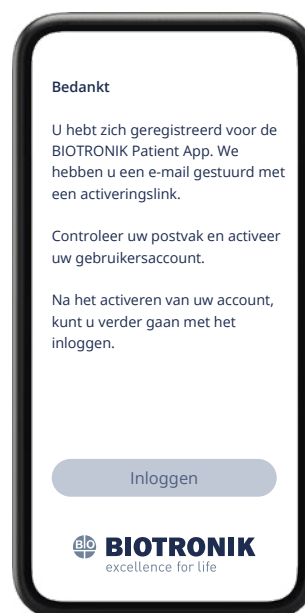 Bedankt
U hebt zich geregistreerd voor de
BIOTRONIK Patient App. We
hebben u een e-mail gestuurd met
een activeringslink.
Controleer uw postvak en activeer
uw gebruikersaccount.
Na het activeren van uw account,
kunt u verder gaan met het
inloggen.
Inloggen
BIO BIOTRONIK
excellence for life